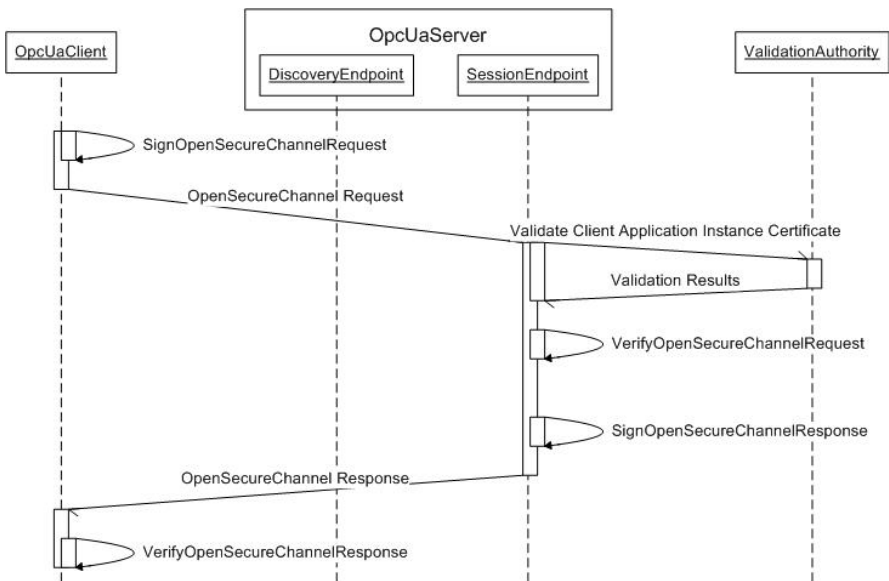 OpcUaServer
OpcUaClient
DiscoveryEndpoint
SessionEndpoint
ValidationAuthority
SignOpenSecureChannelRequest
OpenSecureChannel Request
Validate Client Application Instance Certificate
Validation Results
VerifyOpenSecureChannelRequest
SignOpenSecureChannelResponse
OpenSecureChannel Response
VerifyOpenSecureChannelResponse